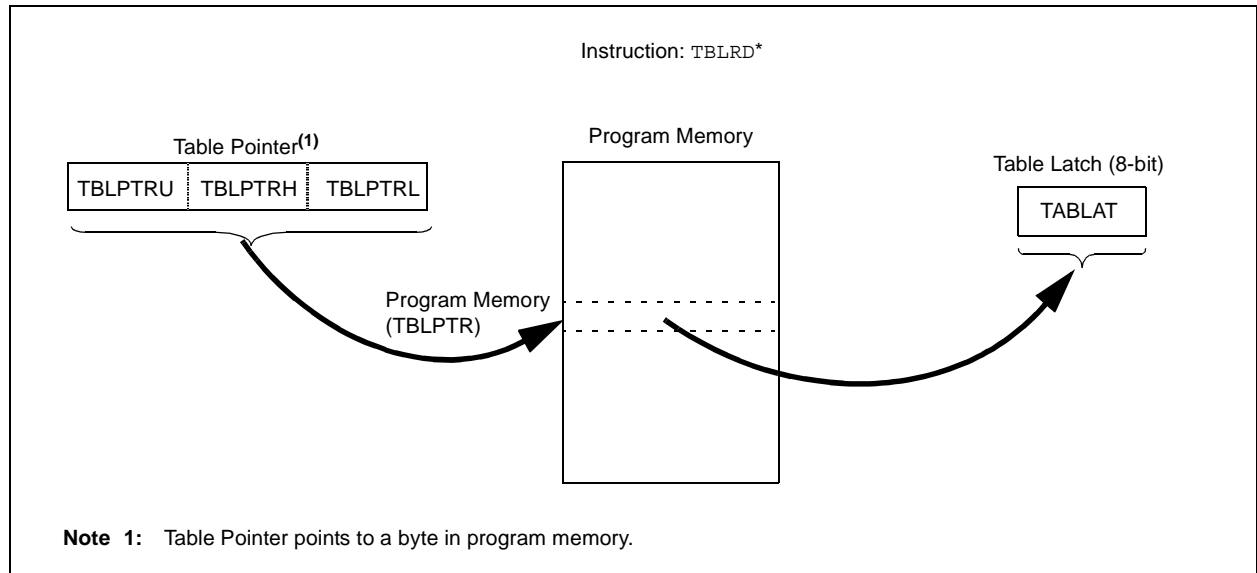 Instruction: TBLRD*
Table Pointer(1)
TBLPTRU TBLPTRH TBLPTRL
Program Memory
Table Latch (8-bit)
TABLAT
Program Memory
(TBLPTR)
Note 1: Table Pointer points to a byte in program memory.